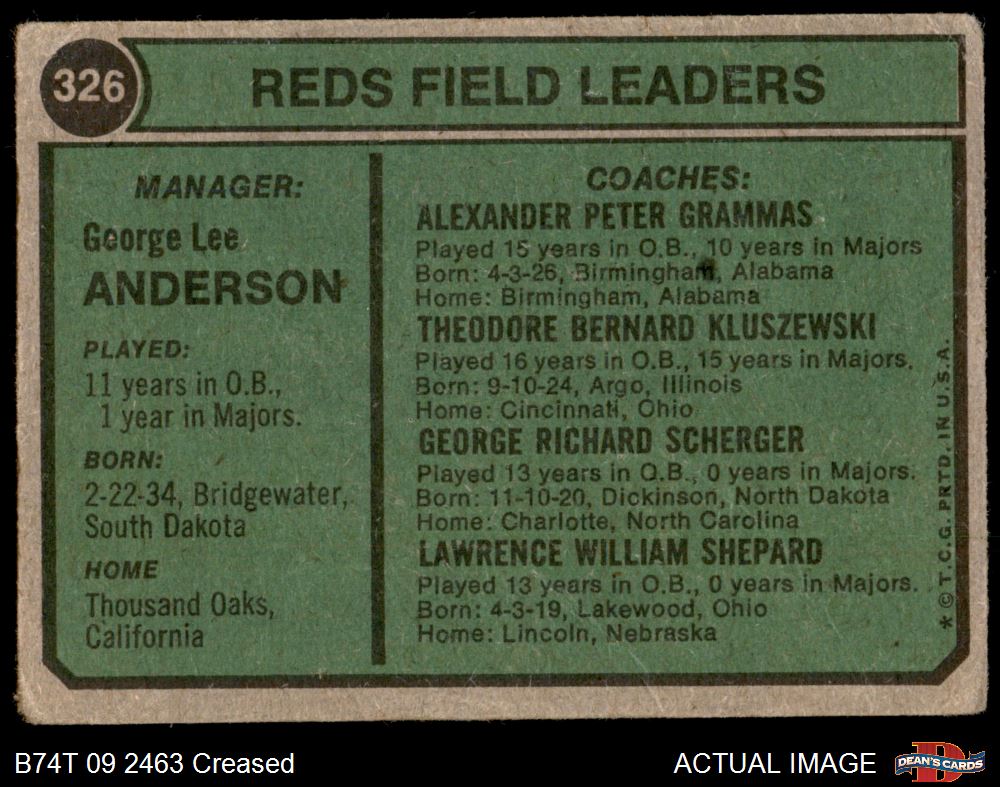 326
REDS FIELD LEADERS
MANAGER:
George Lee
ANDERSON
PLAYED:
11 years in O.B.,
1 year in Majors.
BORN:
2-22-34, Bridgewater,
South Dakota
HOME
Thousand Oaks,
California
COACHES:
ALEXANDER PETER GRAMMAS
Played 15 years in O.B., 10 years in Majors
Born: 4-3-26, Birmingham, Alabama
Home: Birmingham, Alabama
THEODORE BERNARD KLUSZEWSKI
Played 16 years in O.B., 15 years in Majors.
Born: 9-10-24, Argo, Illinois
Home: Cincinnati, Ohio
GEORGE RICHARD SCHERGER
Played 13 years in O.B., 0 years in Majors.
Born: 11-10-20, Dickinson, North Dakota
Home: Charlotte, North Carolina
LAWRENCE WILLIAM SHEPARD
Played 13 years in O.B., 0 years in Majors.
Born: 4-3-19, Lakewood, Ohio
Home: Lincoln, Nebraska
* © T.C.G. PRTD. IN U.S.A.
B74T 09 2463 Creased
ACTUAL IMAGE
D
DEAN'S CARDS